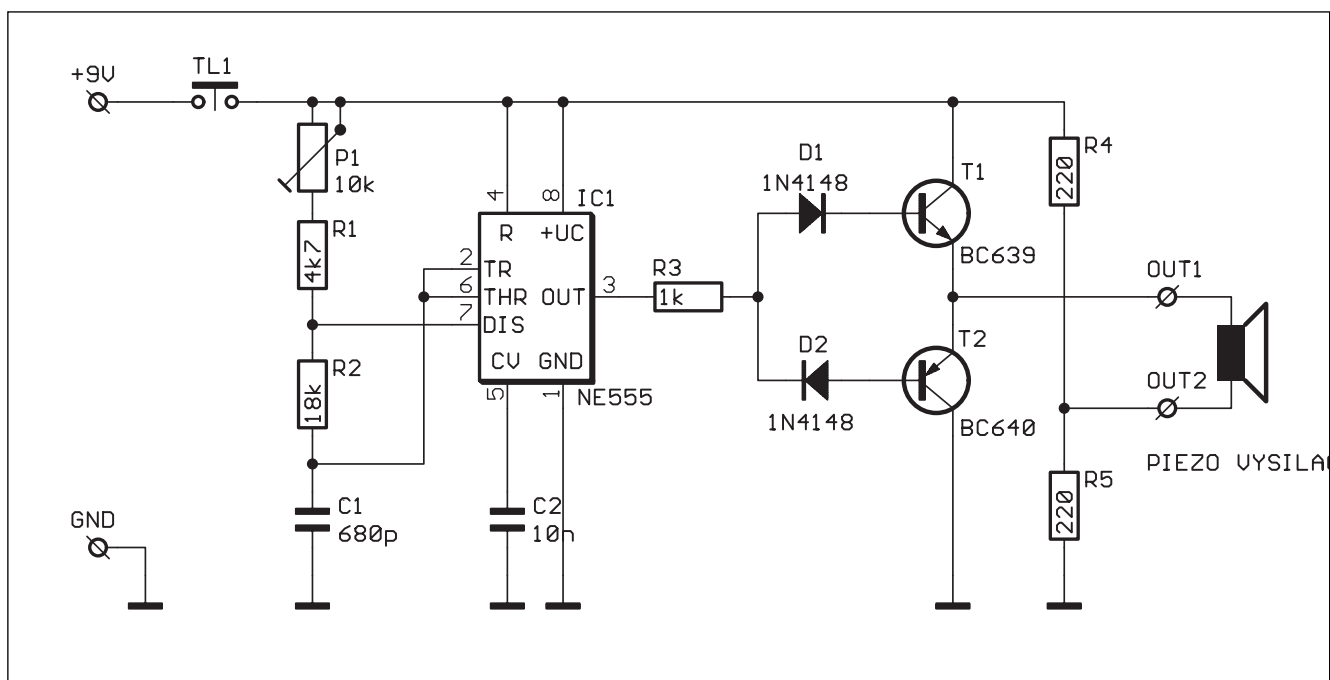 +9V
TL1
P1
10k
R1
4k7
R2
18k
C1
680p
GND
4
8
IC1
R
+UC
2
TR
6
THR
OUT
3
7
DIS
CV
GND
5
1
NE555
C2
10n
R3
1k
D1
1N4148
D2
1N4148
T1
BC639
T2
BC640
R4
220
OUT1
OUT2
R5
220
PIEZO